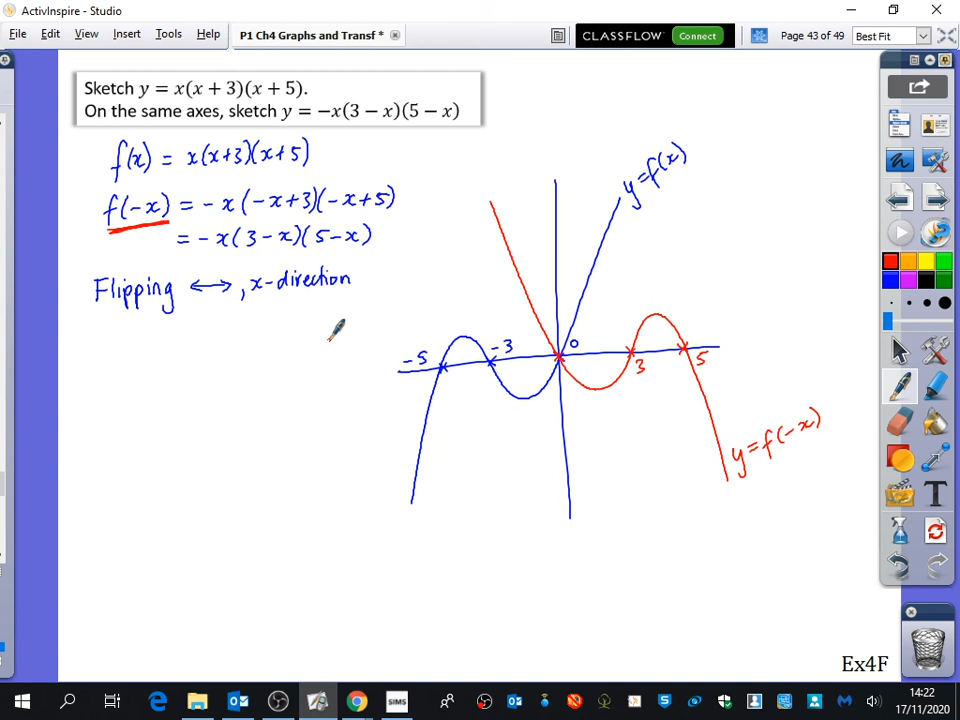 ActivInspire - Studio
File Edit View Insert Tools Help
P1 Ch4 Graphs and Transf *
CLASSFLOW Connect
Page 43 of 49
Best Fit
Sketch y = x(x + 3)(x + 5).
On the same axes, sketch y = −x(3 − x)(5 − x)
f(x) = x(x+3)(x+5)
f(-x) = -x(-x+3)(-x+5)
= -x(3-x)(5-x)
Flipping ↔, x-direction
y=f(x)
-5
-3
0
3
5
y=f(-x)
T
Ex4F
SIMS
14:22
17/11/2020